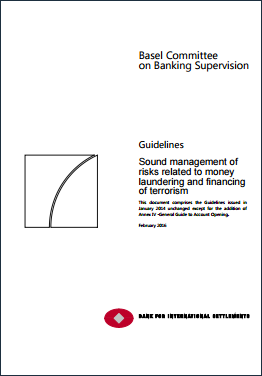 Basel Committee
on Banking Supervision
Guidelines
Sound management of
risks related to money
laundering and financing
of terrorism
This document comprises the Guidelines issued in
January 2014 unchanged except for the addition of
Annex IV -General Guide to Account Opening.
February 2016
BANK FOR INTERNATIONAL SETTLEMENTS